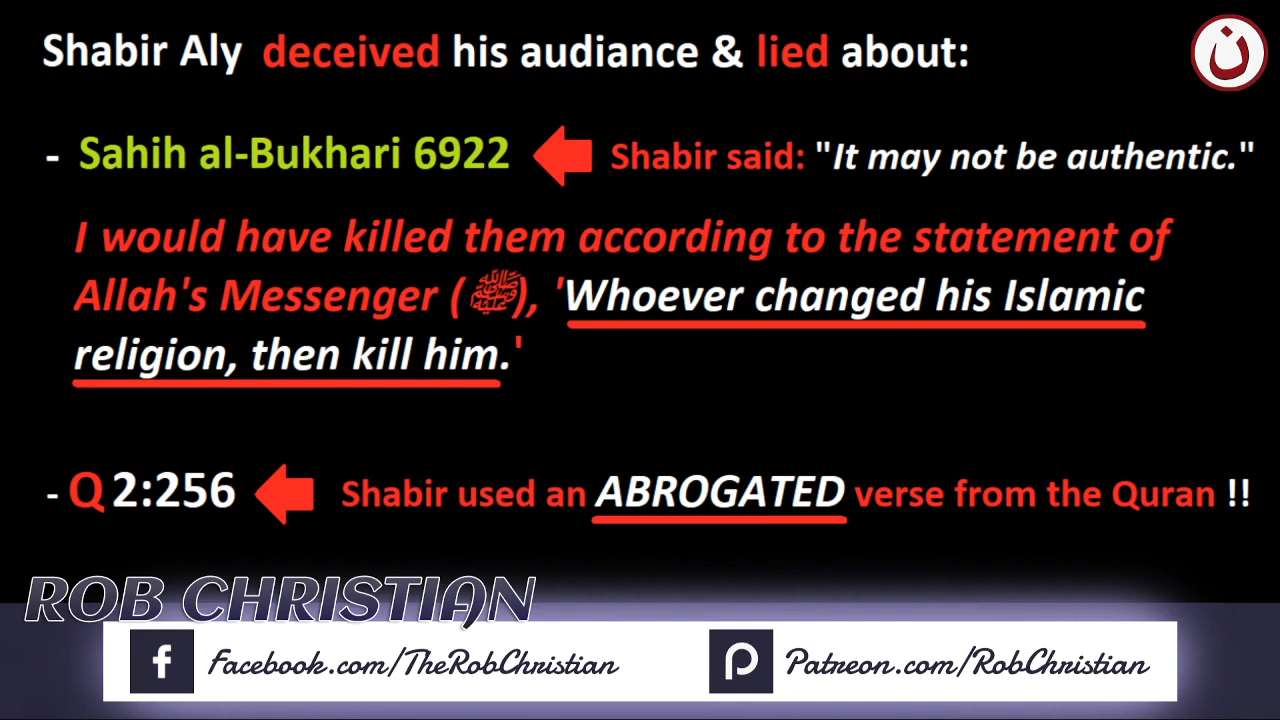 Shabir Aly deceived his audiance & lied about:
ن
- Sahih al-Bukhari 6922 Shabir said: "It may not be authentic."
I would have killed them according to the statement of
Allah's Messenger (ﷺ), 'Whoever changed his Islamic
religion, then kill him.'
- Q 2:256 Shabir used an ABROGATED verse from the Quran !!
ROB CHRISTIAN
f Facebook.com/TheRobChristian Patreon.com/RobChristian